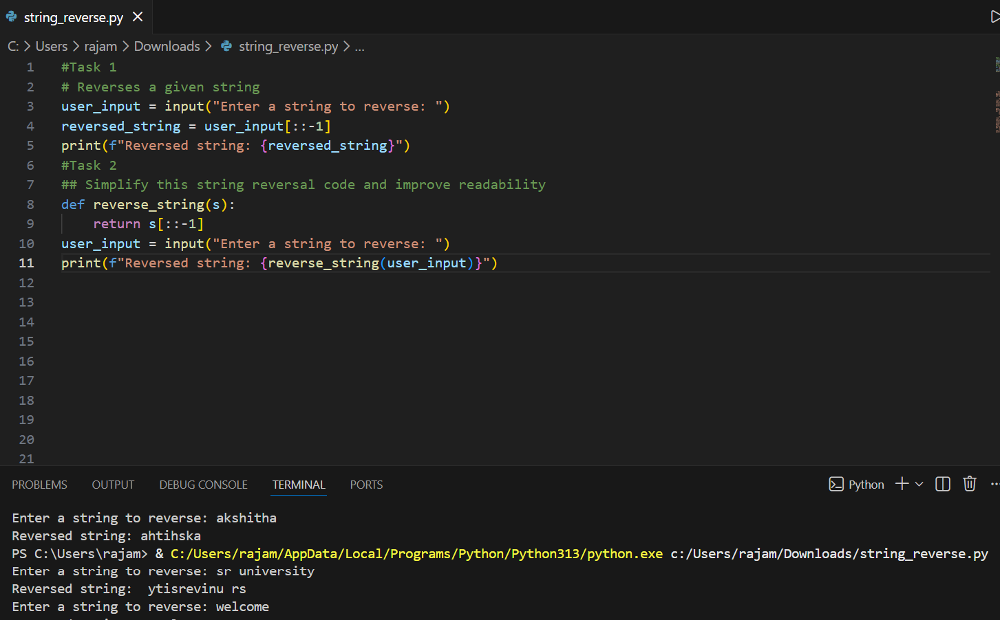 string_reverse.py
C: > Users > rajam > Downloads > string_reverse.py > ...
1 #Task 1
2 # Reverses a given string
3 user_input = input("Enter a string to reverse: ")
4 reversed_string = user_input[::-1]
5 print(f"Reversed string: {reversed_string}")
6 #Task 2
7 ## Simplify this string reversal code and improve readability
8 def reverse_string(s):
9     return s[::-1]
10 user_input = input("Enter a string to reverse: ")
11 print(f"Reversed string: {reverse_string(user_input)}")
12
13
14
15
16
17
18
19
20
21
PROBLEMS OUTPUT DEBUG CONSOLE TERMINAL PORTS Python
Enter a string to reverse: akshitha
Reversed string: ahtihska
PS C:\Users\rajam> & C:/Users/rajam/AppData/Local/Programs/Python/Python313/python.exe c:/Users/rajam/Downloads/string_reverse.py
Enter a string to reverse: sr university
Reversed string:  ytisrevinu rs
Enter a string to reverse: welcome